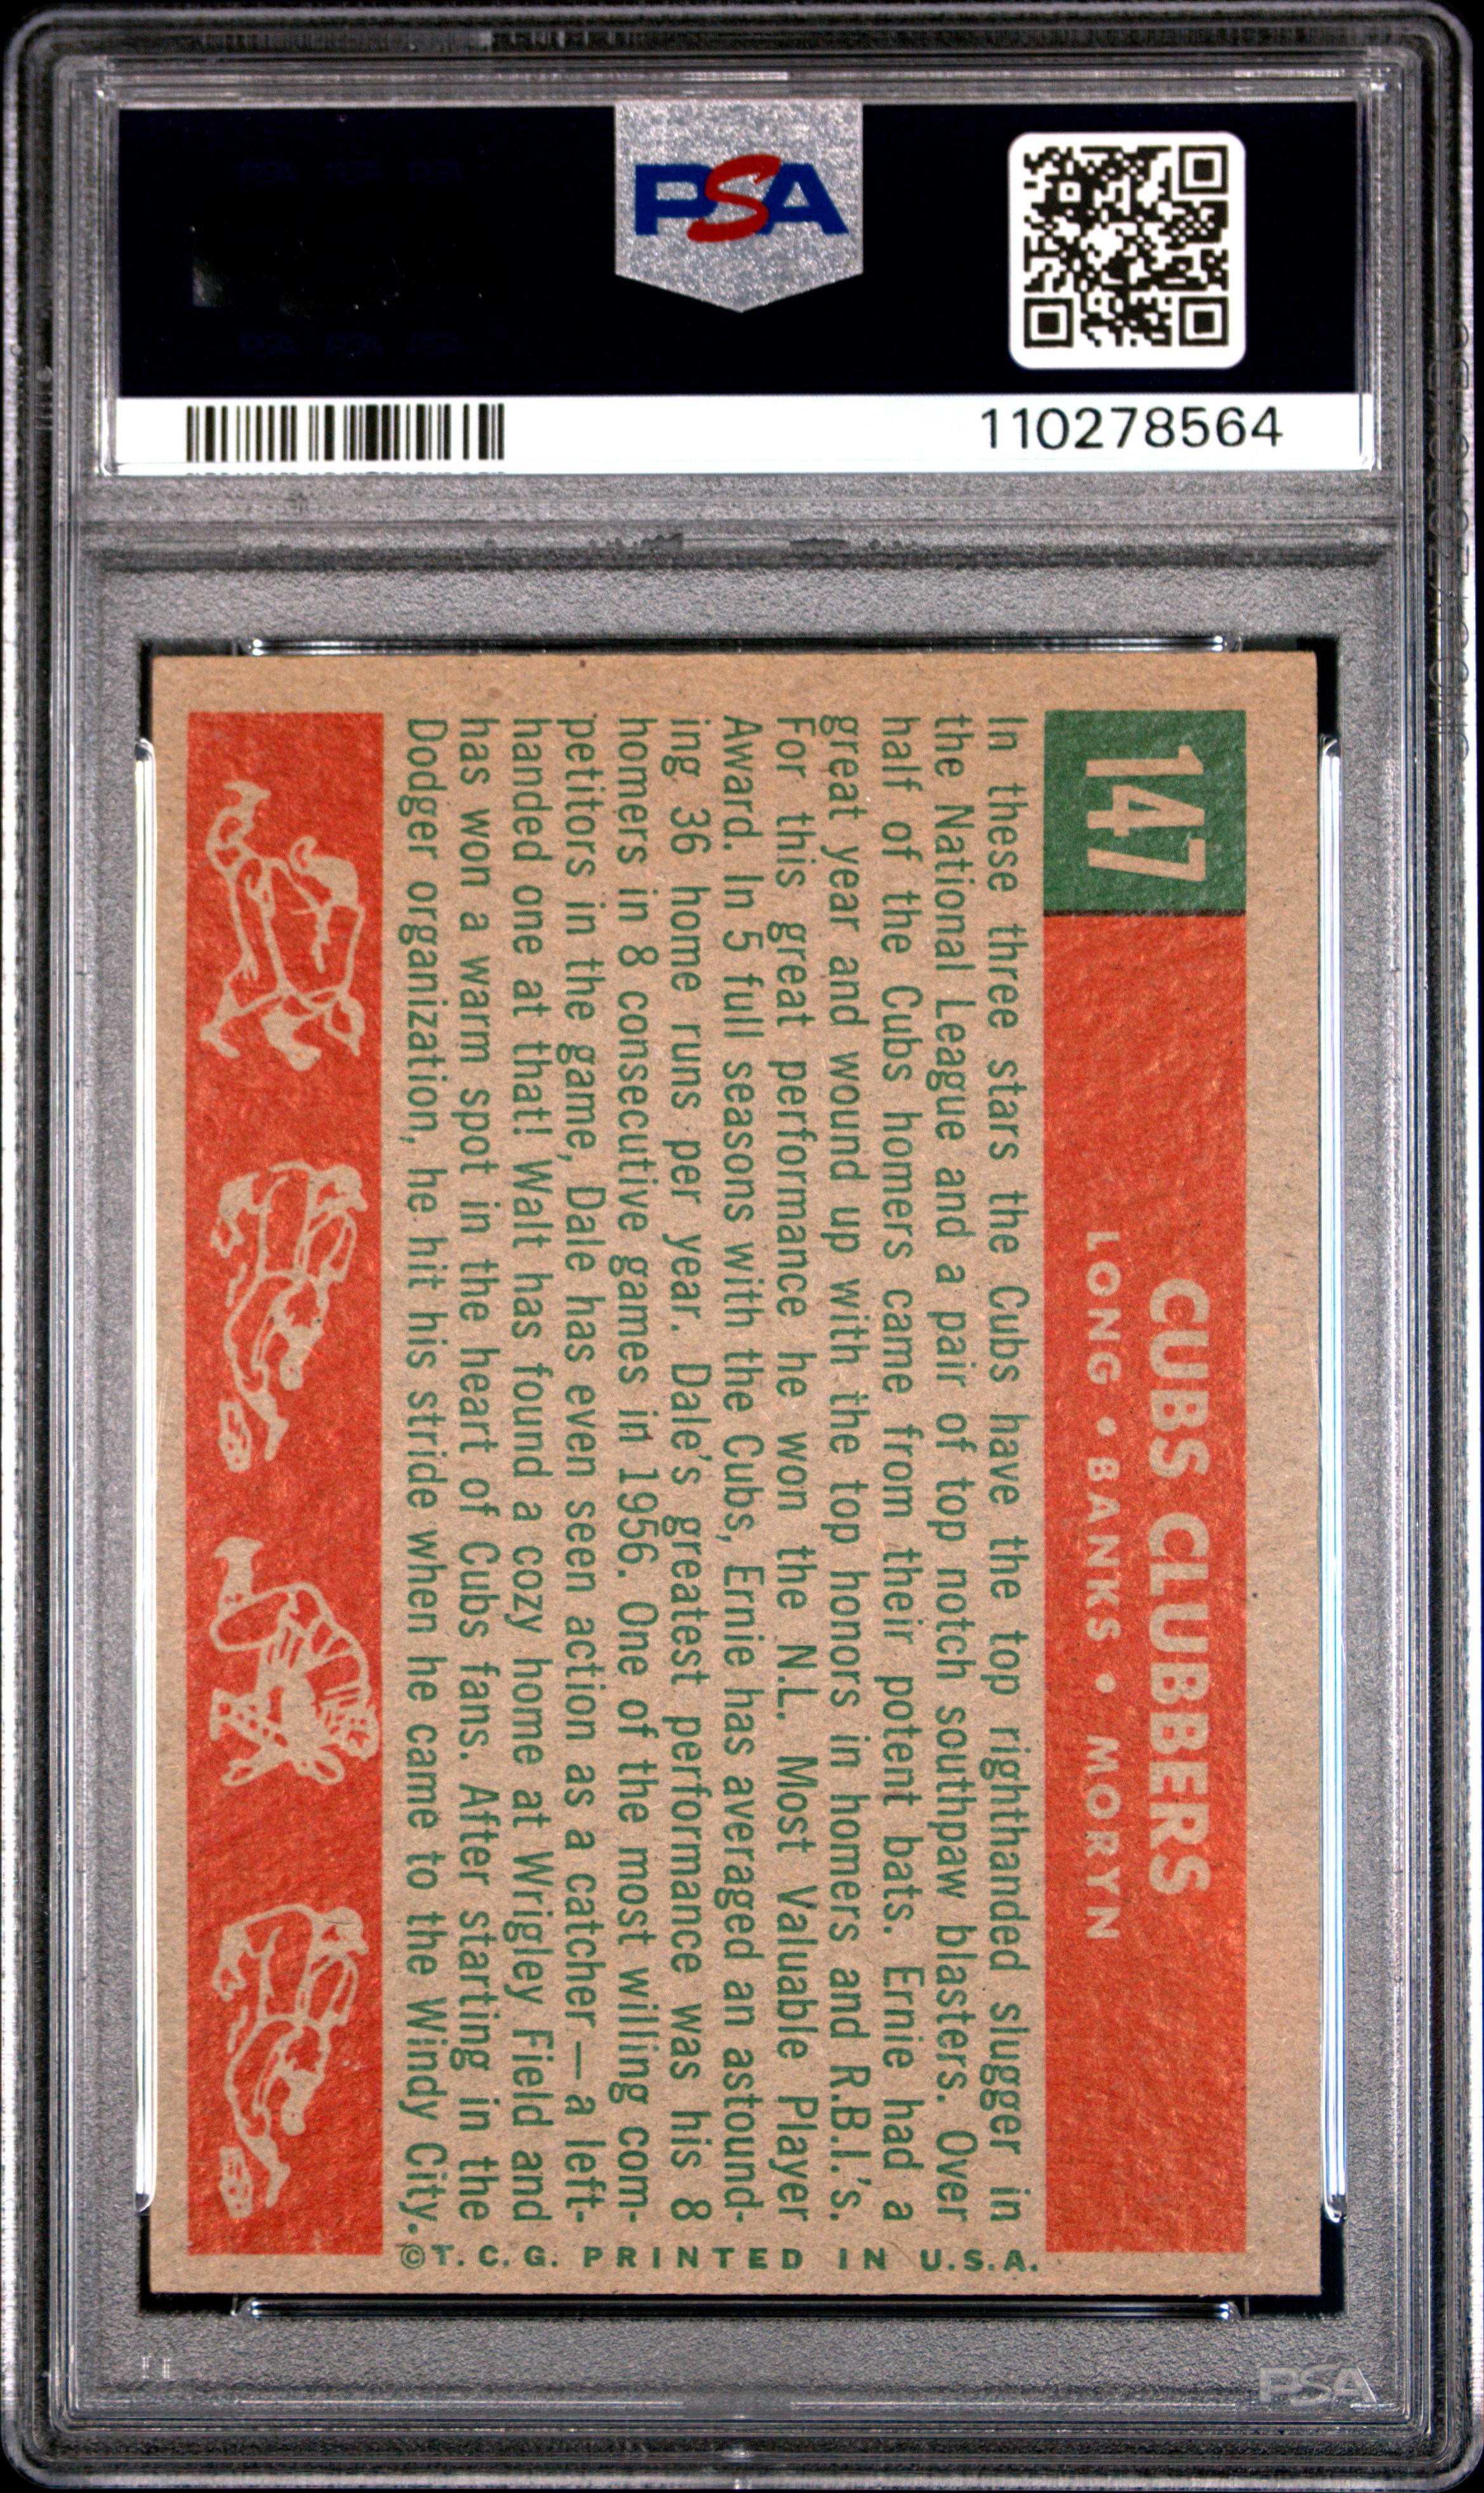 PSA
110278564
147
CUBS CLUBBERS
LONG • BANKS • MORYN
In these three stars the Cubs have the top righthanded slugger in
the National League and a pair of top notch southpaw blasters. Over
half of the Cubs homers came from their potent bats. Ernie had a
great year and wound up with the top honors in homers and R.B.I.'s.
For this great performance he won the N.L. Most Valuable Player
Award. In 5 full seasons with the Cubs, Ernie has averaged an astound-
ing 36 home runs per year. Dale's greatest performance was his 8
homers in 8 consecutive games in 1956. One of the most willing com-
petitors in the game, Dale has even seen action as a catcher—a left-
handed one at that! Walt has found a cozy home at Wrigley Field and
has won a warm spot in the heart of Cubs fans. After starting in the
Dodger organization, he hit his stride when he came to the Windy City.
©T. C. G. PRINTED IN U.S.A.
PSA